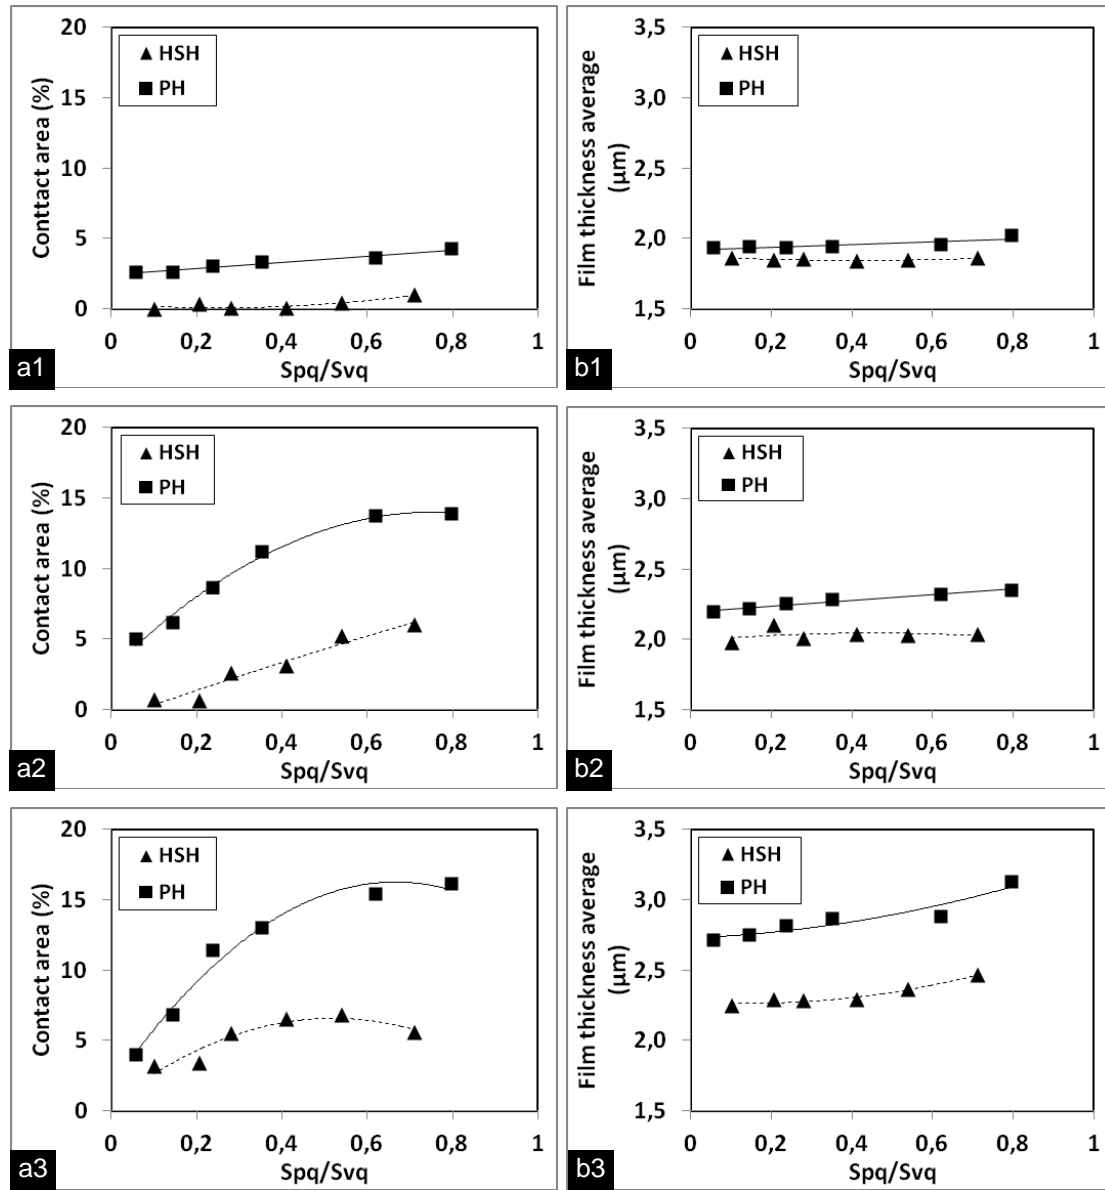 20
15
10
5
0
Conttact area (%)
HSH
PH
0 0,2 0,4 0,6 0,8 1
Spq/Svq
a1
3,5
3,0
2,5
2,0
1,5
Film thickness average
(µm)
HSH
PH
0 0,2 0,4 0,6 0,8 1
Spq/Svq
b1
20
15
10
5
0
Contact area (%)
HSH
PH
0 0,2 0,4 0,6 0,8 1
Spq/Svq
a2
3,5
3,0
2,5
2,0
1,5
Film thickness average
(µm)
HSH
PH
0 0,2 0,4 0,6 0,8 1
Spq/Svq
b2
20
15
10
5
0
Contact area (%)
HSH
PH
0 0,2 0,4 0,6 0,8 1
Spq/Svq
a3
3,5
3,0
2,5
2,0
1,5
Film thickness average
(µm)
HSH
PH
0 0,2 0,4 0,6 0,8 1
Spq/Svq
b3